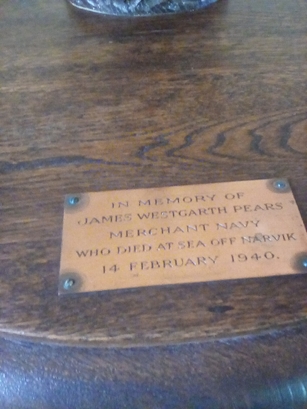 IN MEMORY OF
JAMES WESTGARTH PEARS
MERCHANT NAVY
WHO DIED AT SEA OFF NARVIK
14 FEBRUARY 1940.